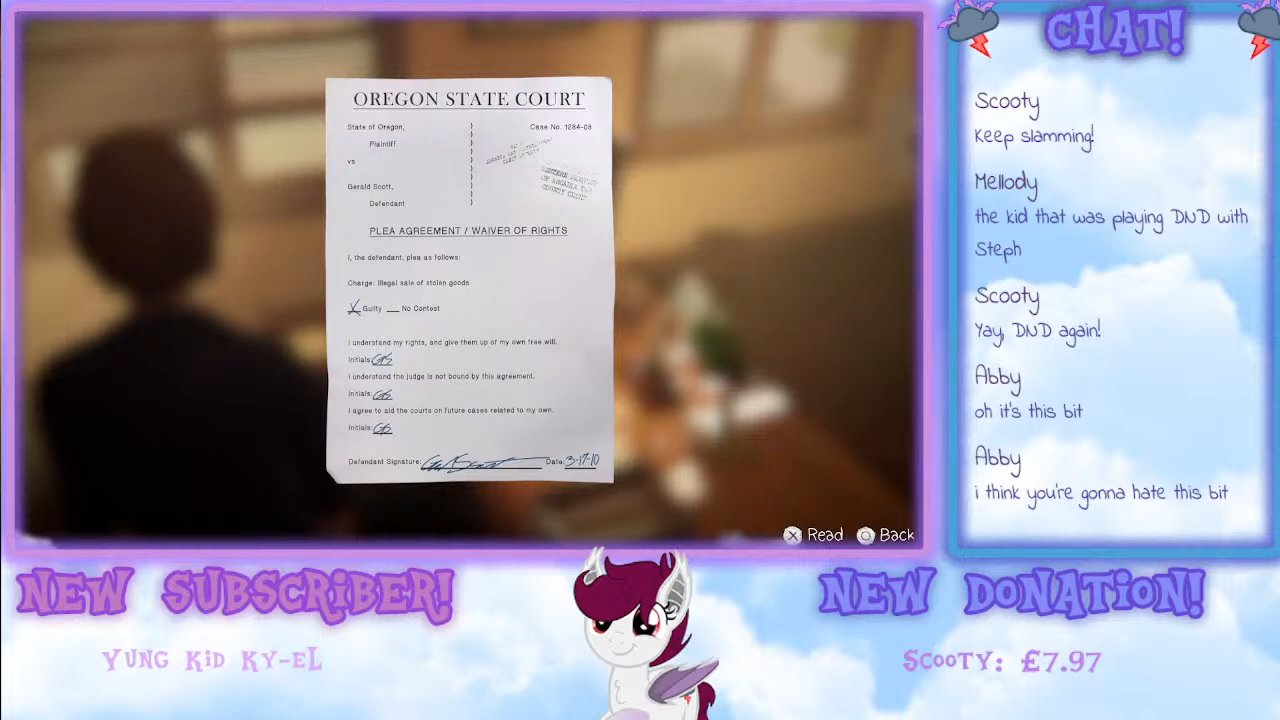 OREGON STATE COURT
State of Oregon,
Case No. 1284-08
Plaintiff
vs
Gerald Scott,
Defendant
PLEA AGREEMENT / WAIVER OF RIGHTS
I, the defendant, plea as follows:
Charge: Illegal sale of stolen goods
X Guilty __ No Contest
I understand my rights, and give them up of my own free will.
Initials: GS
I understand the judge is not bound by this agreement.
Initials: GS
I agree to aid the courts on future cases related to my own.
Initials: GS
Defendant Signature: Date: 3-17-10
Read Back
CHAT!
Scooty
Keep slamming!
Mellody
the kid that was playing DND with
Steph
Scooty
Yay, DND again!
Abby
oh it's this bit
Abby
i think you're gonna hate this bit
NEW SUBSCRIBER!
YUNG KID KY-EL
NEW DONATION!
SCOOTY: £7.97